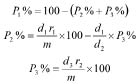 P₁% = 100 − (P₂% + P₃%)
P₂% = d₁r₁/m × 100 − d₁/d₂ × P₃%
P₃% = d₃r₂/m × 100